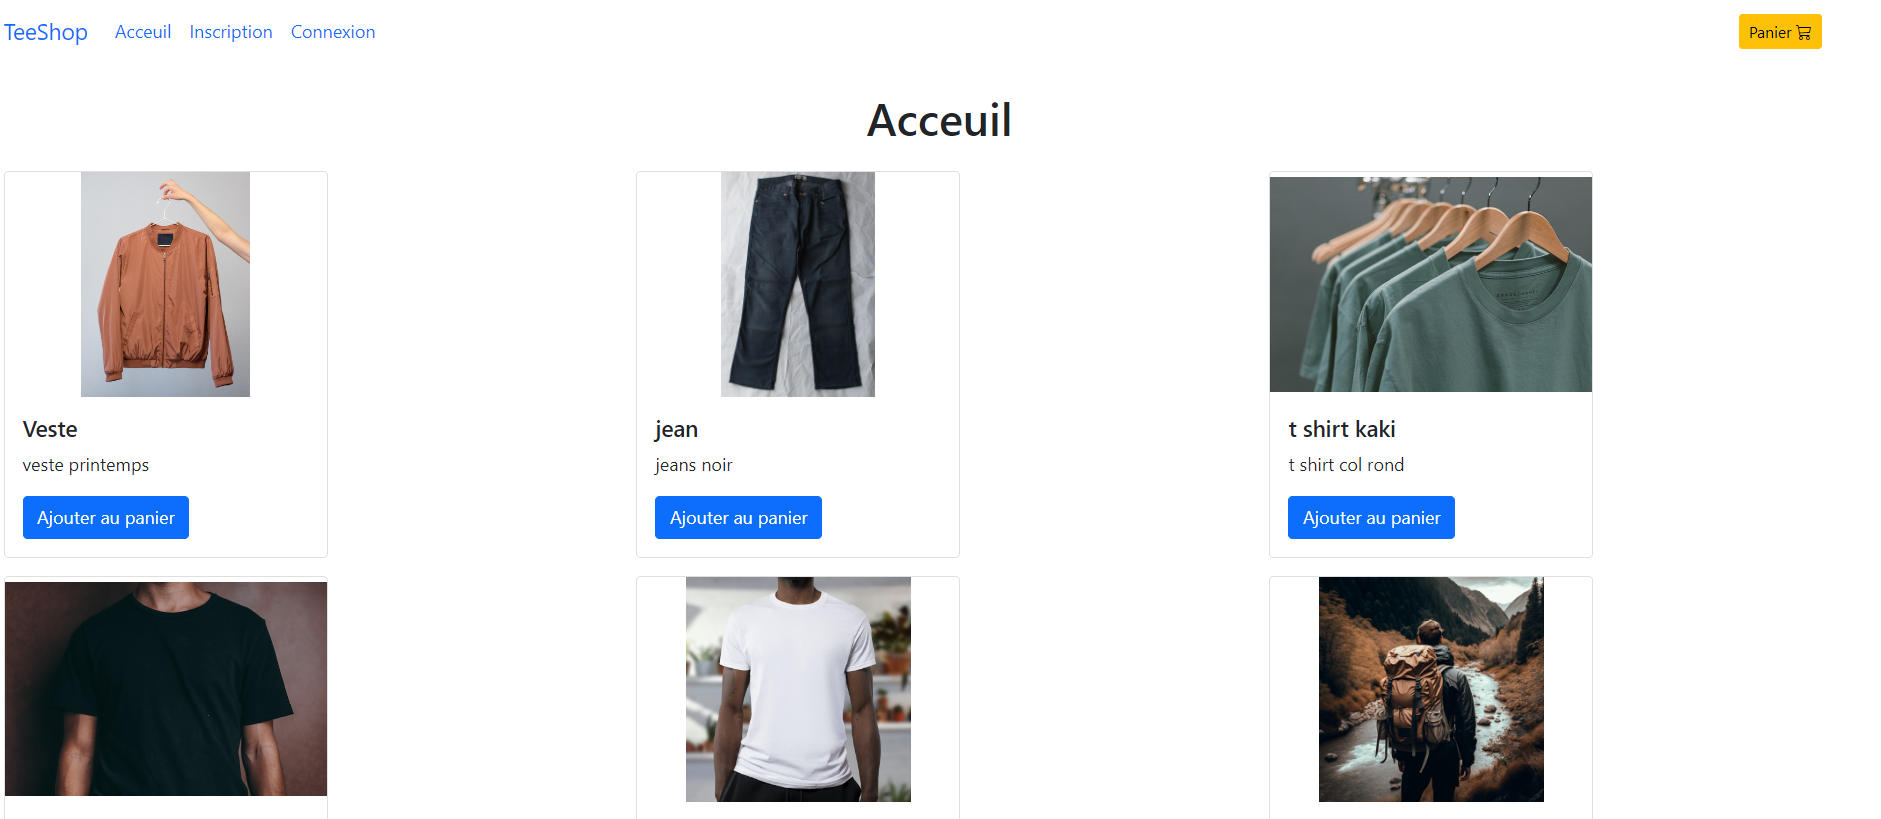 TeeShop Acceuil Inscription Connexion Panier
Acceuil
Veste
veste printemps
Ajouter au panier
jean
jeans noir
Ajouter au panier
t shirt kaki
t shirt col rond
Ajouter au panier